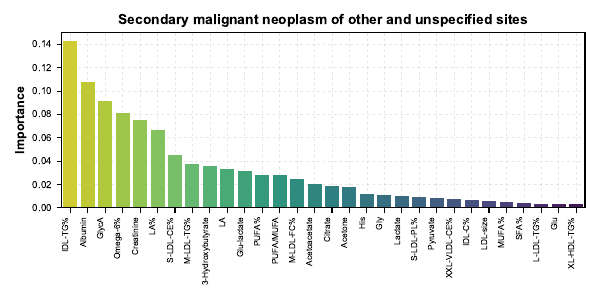 Secondary malignant neoplasm of other and unspecified sites
Importance
0.14
0.12
0.10
0.08
0.06
0.04
0.02
0.00
IDL-TG%
Albumin
GlycA
Omega-6%
Creatinine
LA%
S-LDL-CE%
M-LDL-TG%
3-Hydroxybutyrate
LA
Glu-lactate
PUFA%
PUFA/MUFA
M-LDL-FC%
Acetoacetate
Citrate
Acetone
His
Gly
Lactate
S-LDL-PL%
Pyruvate
XXL-VLDL-CE%
IDL-C%
LDL-size
MUFA%
SFA%
L-LDL-TG%
Glu
XL-HDL-TG%